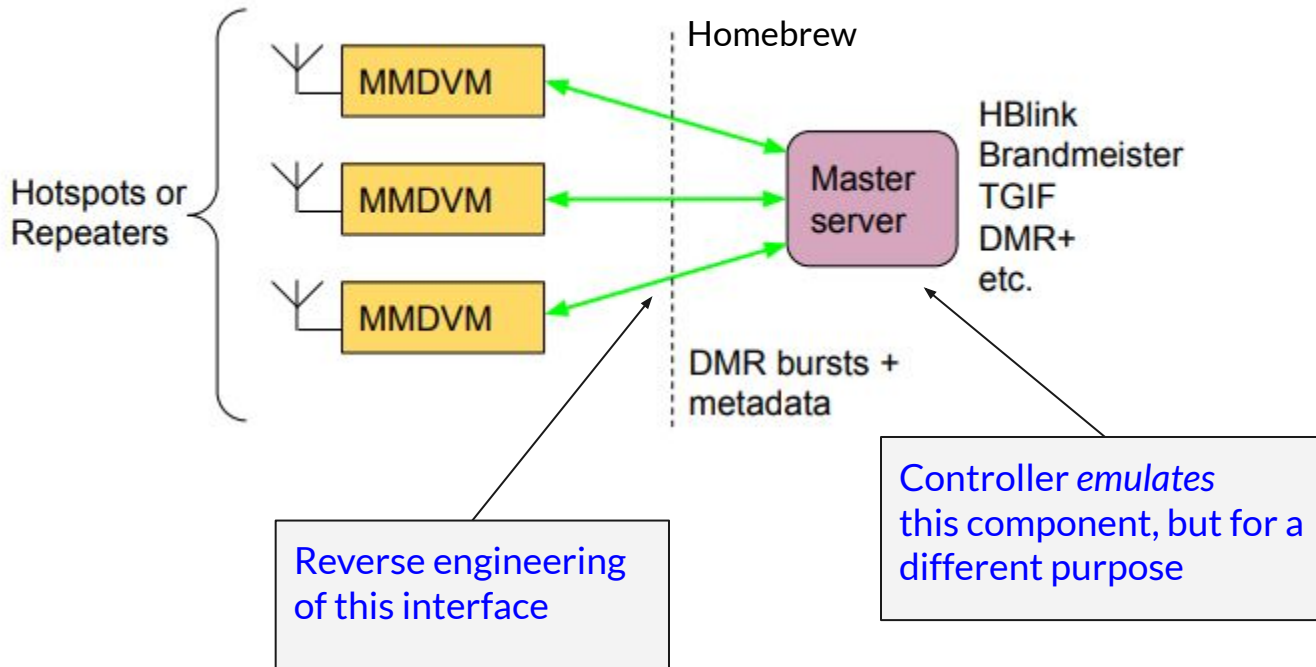 Homebrew
MMDVM
MMDVM
MMDVM
Hotspots or
Repeaters
Master
server
HBlink
Brandmeister
TGIF
DMR+
etc.
DMR bursts +
metadata
Reverse engineering
of this interface
Controller emulates
this component, but for a
different purpose